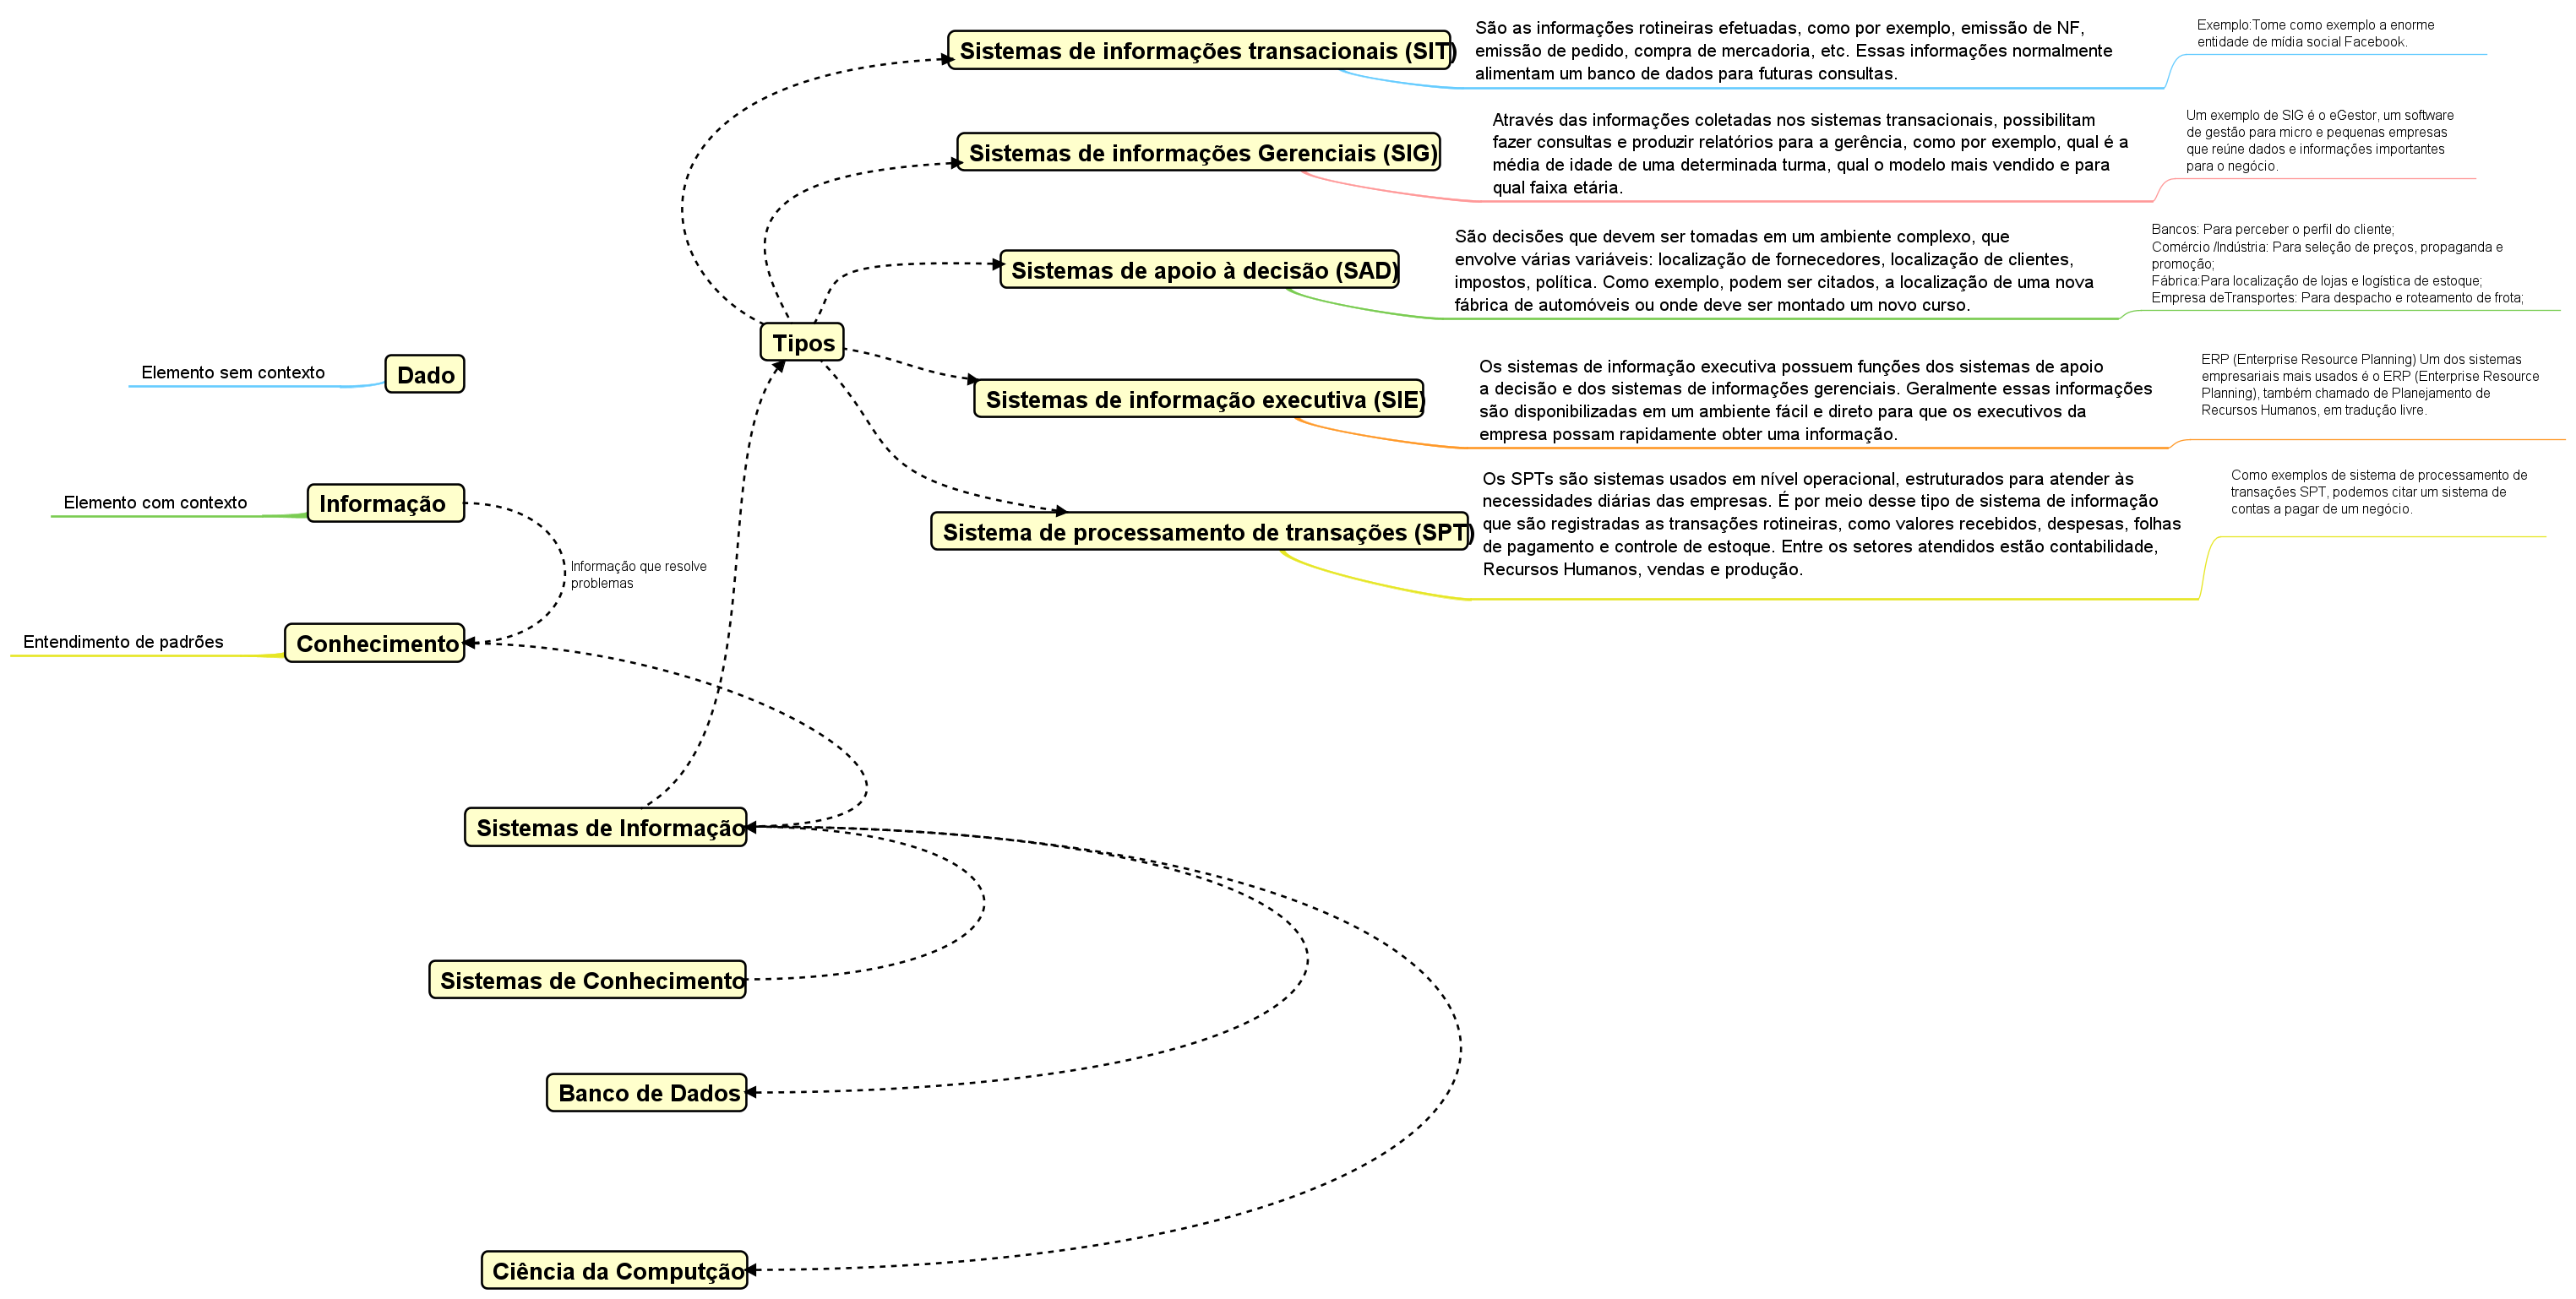 Sistemas de informações transacionais (SIT)
São as informações rotineiras efetuadas, como por exemplo, emissão de NF,
emissão de pedido, compra de mercadoria, etc. Essas informações normalmente
alimentam um banco de dados para futuras consultas.
Exemplo:Tome como exemplo a enorme
entidade de mídia social Facebook.
Sistemas de informações Gerenciais (SIG)
Através das informações coletadas nos sistemas transacionais, possibilitam
fazer consultas e produzir relatórios para a gerência, como por exemplo, qual é a
média de idade de uma determinada turma, qual o modelo mais vendido e para
qual faixa etária.
Um exemplo de SIG é o eGestor, um software
de gestão para micro e pequenas empresas
que reúne dados e informações importantes
para o negócio.
Sistemas de apoio à decisão (SAD)
São decisões que devem ser tomadas em um ambiente complexo, que
envolve várias variáveis: localização de fornecedores, localização de clientes,
impostos, política. Como exemplo, podem ser citados, a localização de uma nova
fábrica de automóveis ou onde deve ser montado um novo curso.
Bancos: Para perceber o perfil do cliente;
Comércio /Indústria: Para seleção de preços, propaganda e
promoção;
Fábrica:Para localização de lojas e logística de estoque;
Empresa deTransportes: Para despacho e roteamento de frota;
Tipos
Elemento sem contexto
Dado
Sistemas de informação executiva (SIE)
Os sistemas de informação executiva possuem funções dos sistemas de apoio
a decisão e dos sistemas de informações gerenciais. Geralmente essas informações
são disponibilizadas em um ambiente fácil e direto para que os executivos da
empresa possam rapidamente obter uma informação.
ERP (Enterprise Resource Planning) Um dos sistemas
empresariais mais usados é o ERP (Enterprise Resource
Planning), também chamado de Planejamento de
Recursos Humanos, em tradução livre.
Elemento com contexto
Informação
Sistema de processamento de transações (SPT)
Os SPTs são sistemas usados em nível operacional, estruturados para atender às
necessidades diárias das empresas. É por meio desse tipo de sistema de informação
que são registradas as transações rotineiras, como valores recebidos, despesas, folhas
de pagamento e controle de estoque. Entre os setores atendidos estão contabilidade,
Recursos Humanos, vendas e produção.
Como exemplos de sistema de processamento de
transações SPT, podemos citar um sistema de
contas a pagar de um negócio.
Informação que resolve
problemas
Entendimento de padrões
Conhecimento
Sistemas de Informação
Sistemas de Conhecimento
Banco de Dados
Ciência da Computção